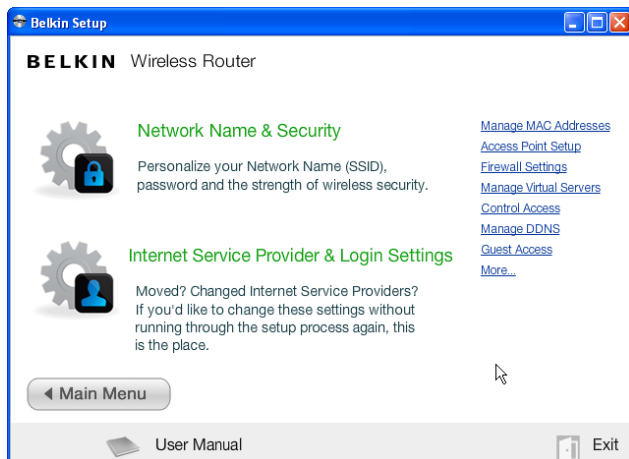 Belkin Setup
BELKIN Wireless Router
Network Name & Security
Personalize your Network Name (SSID),
password and the strength of wireless security.
Internet Service Provider & Login Settings
Moved? Changed Internet Service Providers?
If you'd like to change these settings without
running through the setup process again, this
is the place.
Manage MAC Addresses
Access Point Setup
Firewall Settings
Manage Virtual Servers
Control Access
Manage DDNS
Guest Access
More...
Main Menu
User Manual
Exit